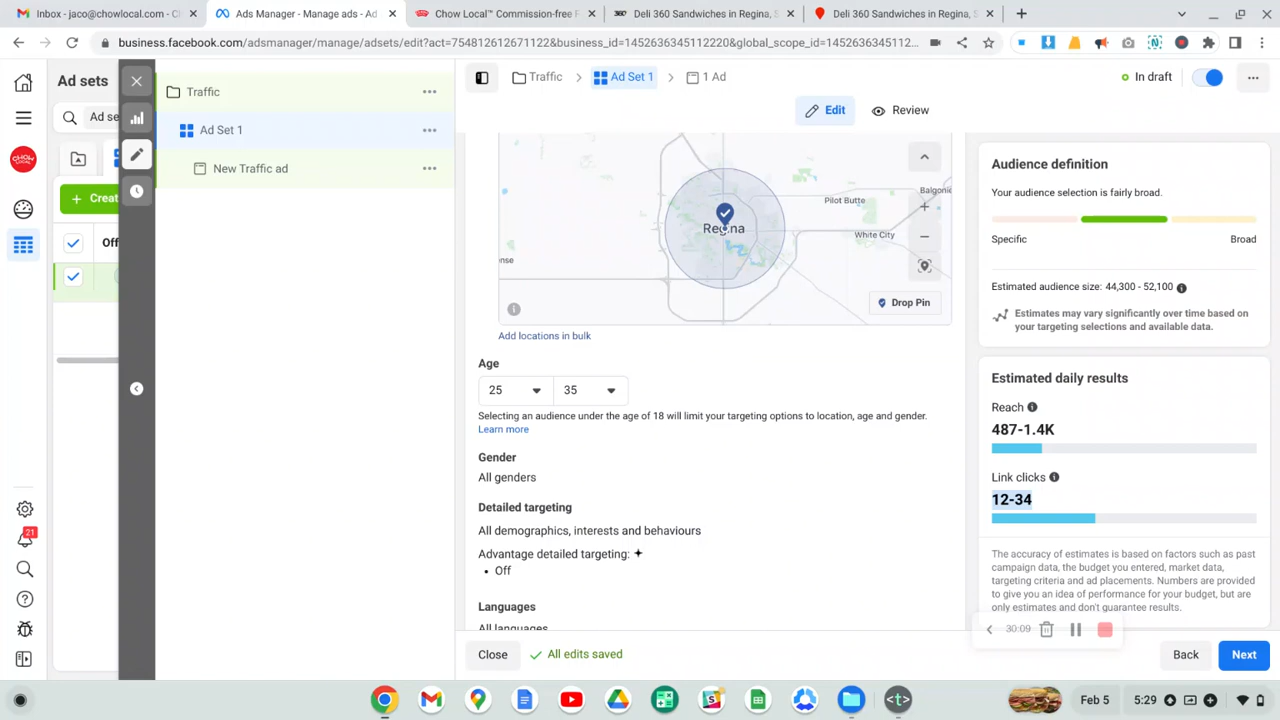 Inbox - jaco@chowlocal.com - C
Ads Manager - Manage ads - Ad
Chow Local™ Commission-free F
Deli 360 Sandwiches in Regina, S
Deli 360 Sandwiches in Regina, S
business.facebook.com/adsmanager/manage/adsets/edit?act=754812612671122&business_id=1452636345112220&global_scope_id=1452636345112...
Ad sets
Ad se
CHOW LOCAL
Creat
Off
21
Traffic
Ad Set 1
New Traffic ad
Traffic
Ad Set 1
1 Ad
In draft
Edit
Review
Regina
Pilot Butte
Balgonie
White City
ense
Drop Pin
Add locations in bulk
Age
25
35
Selecting an audience under the age of 18 will limit your targeting options to location, age and gender.
Learn more
Gender
All genders
Detailed targeting
All demographics, interests and behaviours
Advantage detailed targeting:
• Off
Languages
All languages
Audience definition
Your audience selection is fairly broad.
Specific
Broad
Estimated audience size: 44,300 - 52,100
Estimates may vary significantly over time based on
your targeting selections and available data.
Estimated daily results
Reach
487-1.4K
Link clicks
12-34
The accuracy of estimates is based on factors such as past
campaign data, the budget you entered, market data,
targeting criteria and ad placements. Numbers are provided
to give you an idea of performance for your budget, but are
only estimates and don't guarantee results.
30:09
Close
All edits saved
Back
Next
Feb 5
5:29